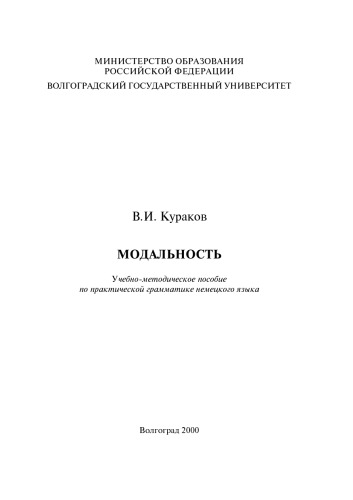 МИНИСТЕРСТВО ОБРАЗОВАНИЯ
РОССИЙСКОЙ ФЕДЕРАЦИИ
ВОЛГОГРАДСКИЙ ГОСУДАРСТВЕННЫЙ УНИВЕРСИТЕТ
В.И. Кураков
МОДАЛЬНОСТЬ
Учебно-методическое пособие
по практической грамматике немецкого языка
Волгоград 2000